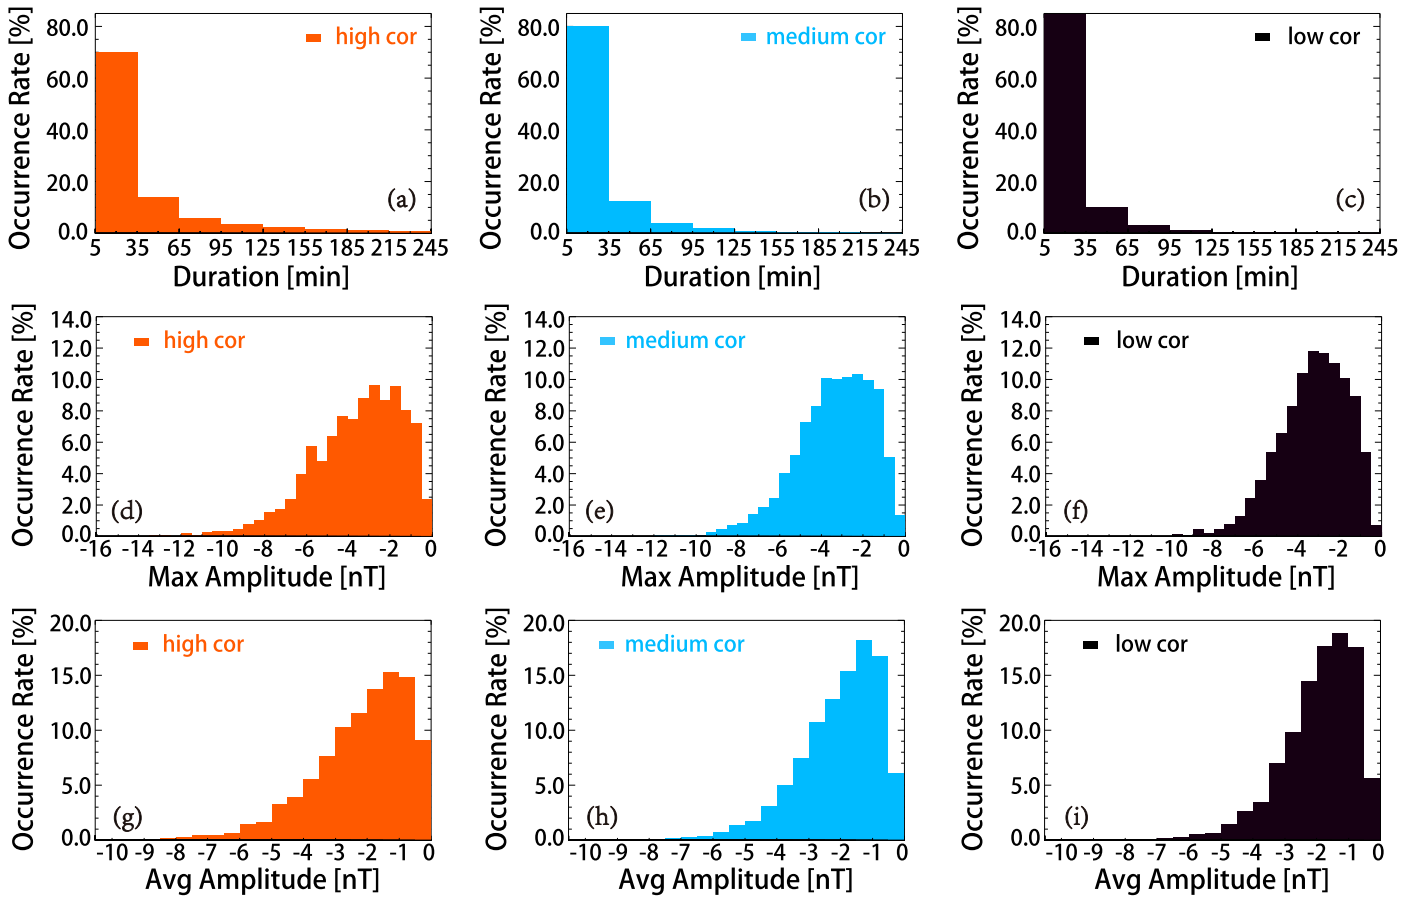 Occurrence Rate [%]
80.0
60.0
40.0
20.0
0.0
high cor
(a)
5 35 65 95 125 155 185 215 245
Duration [min]
Occurrence Rate [%]
80.0
60.0
40.0
20.0
0.0
medium cor
(b)
5 35 65 95 125 155 185 215 245
Duration [min]
Occurrence Rate [%]
80.0
60.0
40.0
20.0
0.0
low cor
(c)
5 35 65 95 125 155 185 215 245
Duration [min]
Occurrence Rate [%]
14.0
12.0
10.0
8.0
6.0
4.0
2.0
0.0
high cor
(d)
-16 -14 -12 -10 -8 -6 -4 -2 0
Max Amplitude [nT]
Occurrence Rate [%]
14.0
12.0
10.0
8.0
6.0
4.0
2.0
0.0
medium cor
(e)
-16 -14 -12 -10 -8 -6 -4 -2 0
Max Amplitude [nT]
Occurrence Rate [%]
14.0
12.0
10.0
8.0
6.0
4.0
2.0
0.0
low cor
(f)
-16 -14 -12 -10 -8 -6 -4 -2 0
Max Amplitude [nT]
Occurrence Rate [%]
20.0
15.0
10.0
5.0
0.0
high cor
(g)
-10 -9 -8 -7 -6 -5 -4 -3 -2 -1 0
Avg Amplitude [nT]
Occurrence Rate [%]
20.0
15.0
10.0
5.0
0.0
medium cor
(h)
-10 -9 -8 -7 -6 -5 -4 -3 -2 -1 0
Avg Amplitude [nT]
Occurrence Rate [%]
20.0
15.0
10.0
5.0
0.0
low cor
(i)
-10 -9 -8 -7 -6 -5 -4 -3 -2 -1 0
Avg Amplitude [nT]